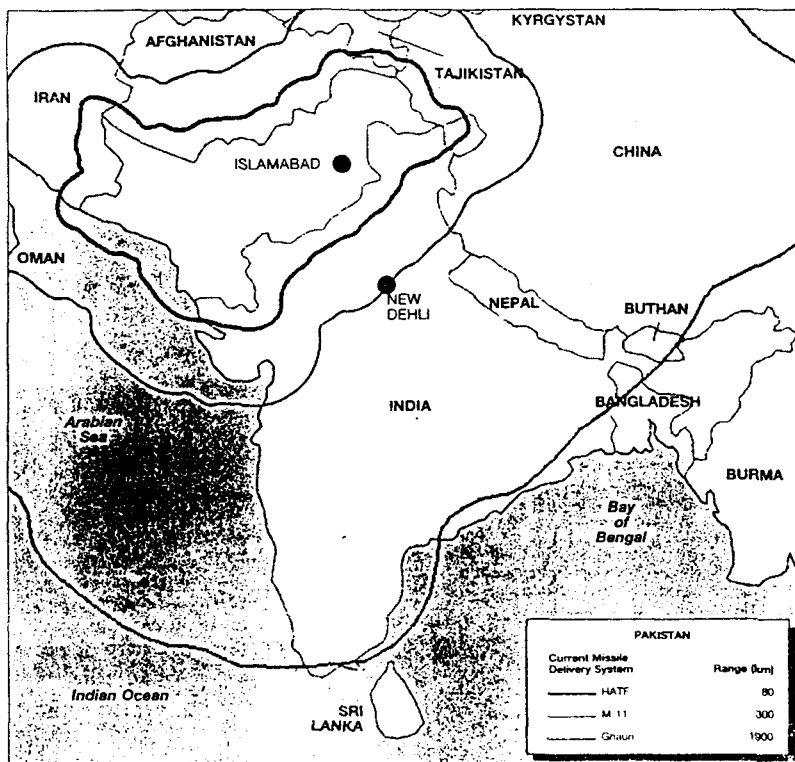 KYRGYSTAN
AFGHANISTAN
TAJIKISTAN
IRAN
CHINA
ISLAMABAD
OMAN
NEW
DEHLI
NEPAL
BUTHAN
INDIA
BANGLADESH
Arabian
Sea
BURMA
Bay
of
Bengal
Indian Ocean
SRI
LANKA
PAKISTAN
Current Missile
Delivery System Range (km)
HATF 80
M 11 300
Ghauri 1900